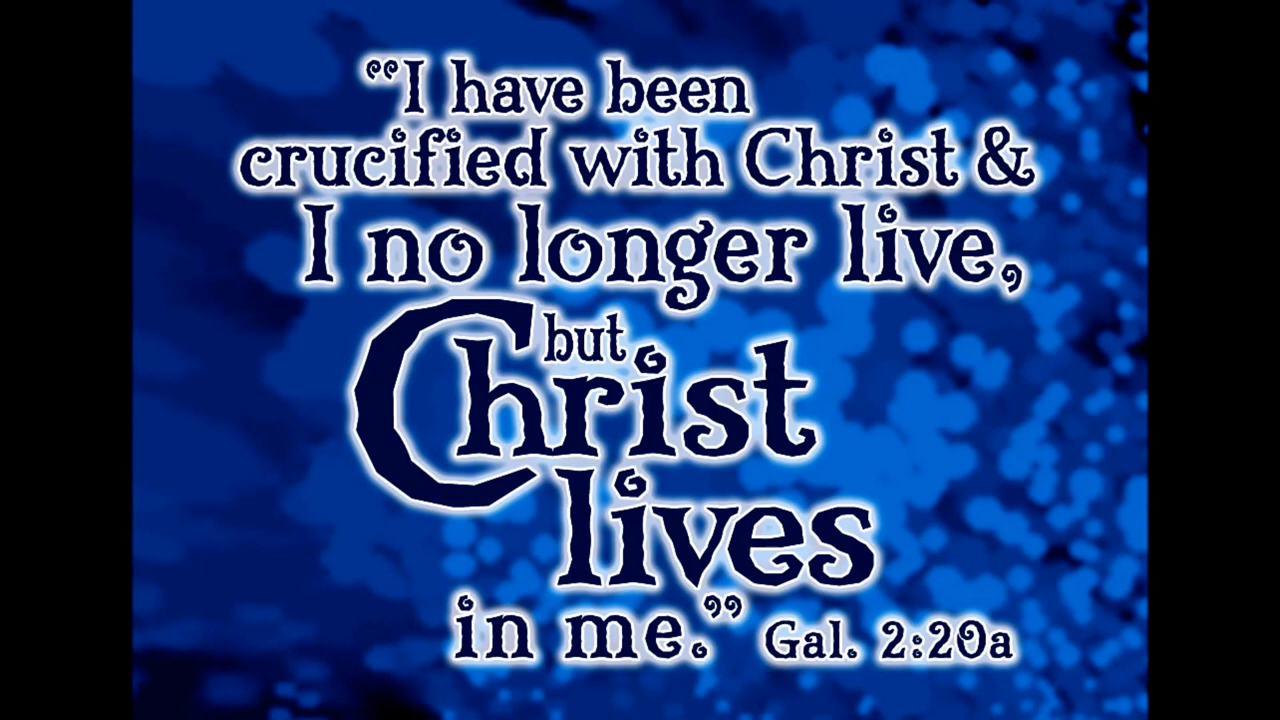 “I have been
crucified with Christ &
I no longer live,
but
Christ
lives
in me.” Gal. 2:20a